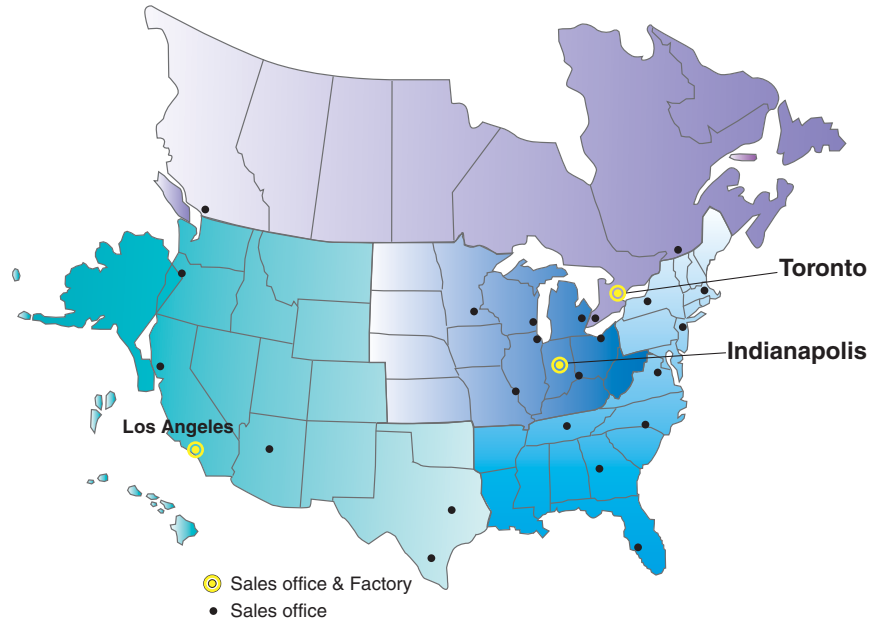 Toronto
Indianapolis
Los Angeles
Sales office & Factory
Sales office